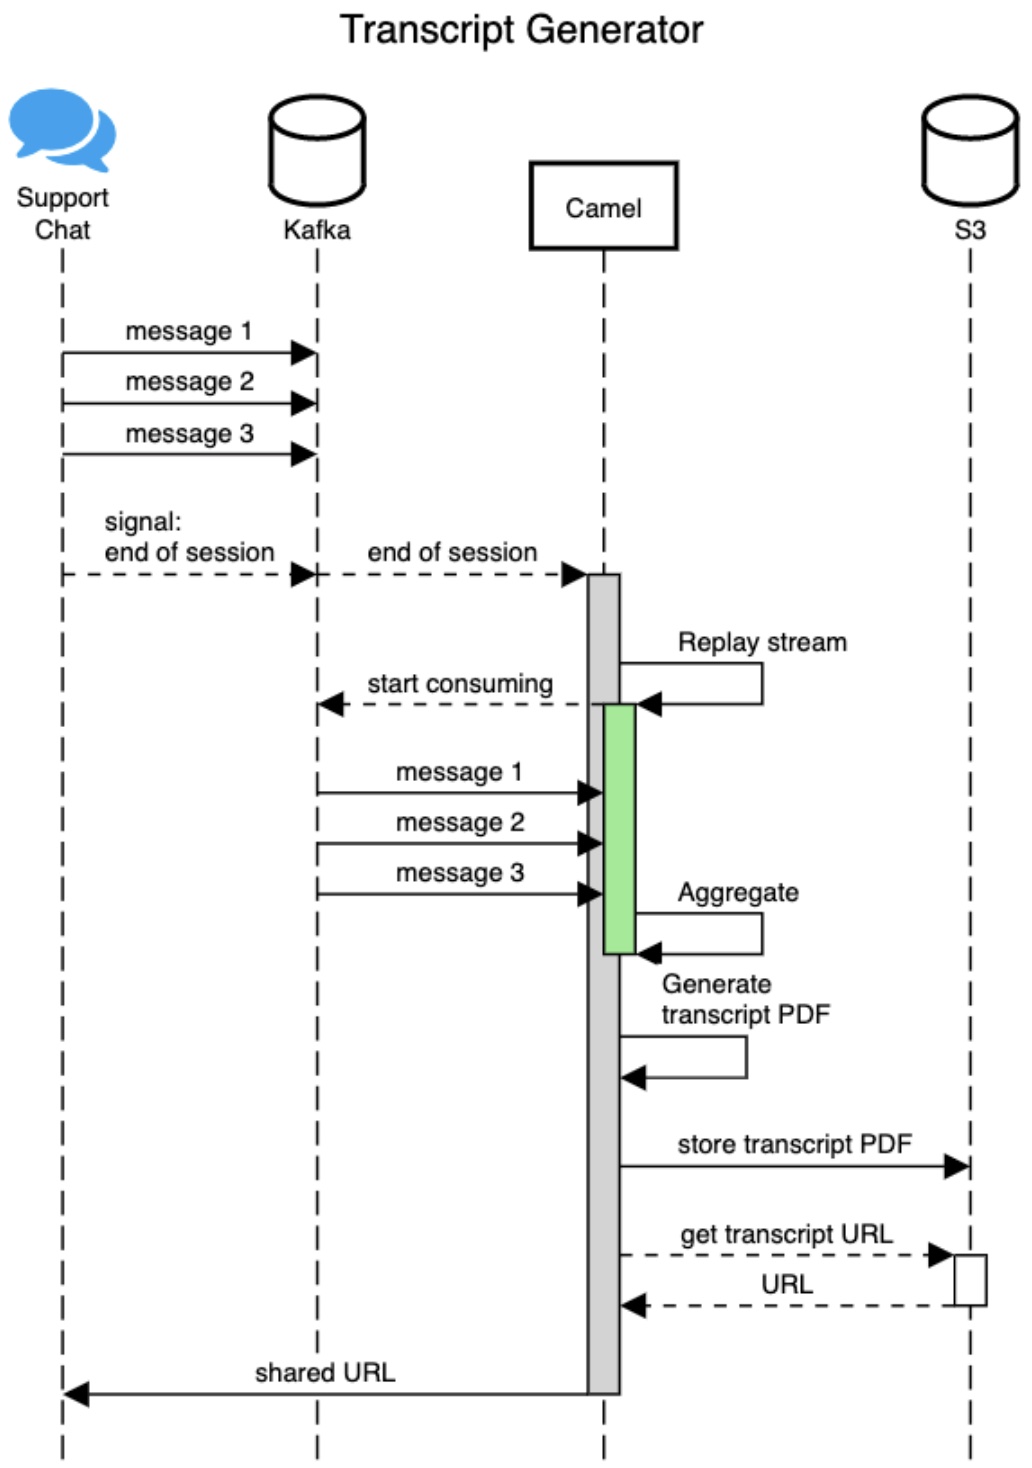 Transcript Generator
Support
Chat
Kafka
Camel
S3
message 1
message 2
message 3
signal:
end of session
end of session
Replay stream
start consuming
message 1
message 2
message 3
Aggregate
Generate
transcript PDF
store transcript PDF
get transcript URL
URL
shared URL